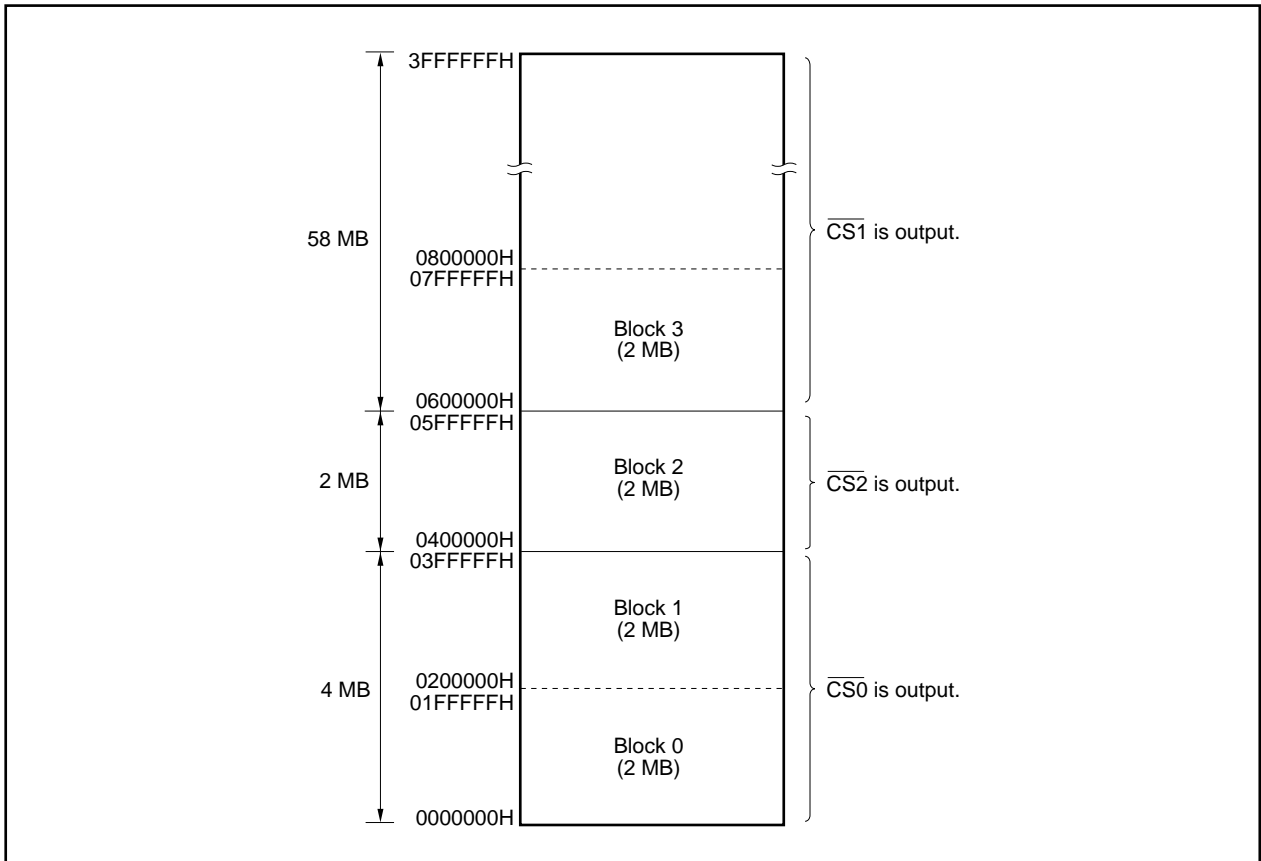 3FFFFFFH
58 MB
CS1 is output.
0800000H
07FFFFFH
Block 3
(2 MB)
0600000H
05FFFFFH
2 MB
Block 2
(2 MB)
CS2 is output.
0400000H
03FFFFFH
Block 1
(2 MB)
4 MB
0200000H
01FFFFFH
CS0 is output.
Block 0
(2 MB)
0000000H